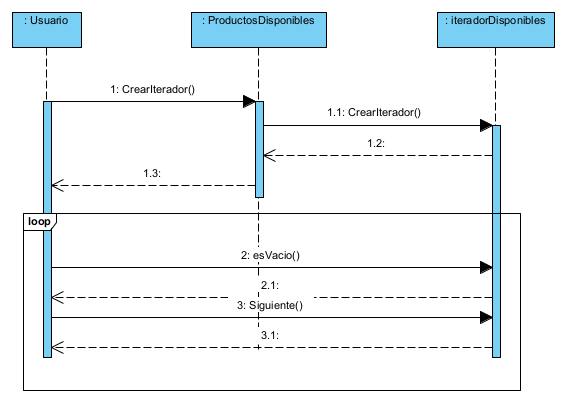 : Usuario
: ProductosDisponibles
: iteradorDisponibles
1: CrearIterador()
1.1: CrearIterador()
1.2:
1.3:
loop
2: esVacio()
2.1:
3: Siguiente()
3.1: